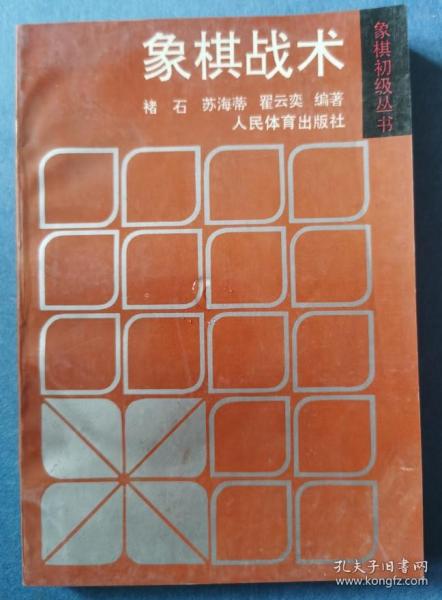 象棋战术
象棋初级丛书
褚石 苏海蒂 翟云奕 编著
人民体育出版社
孔夫子旧书网
www.kongfz.com